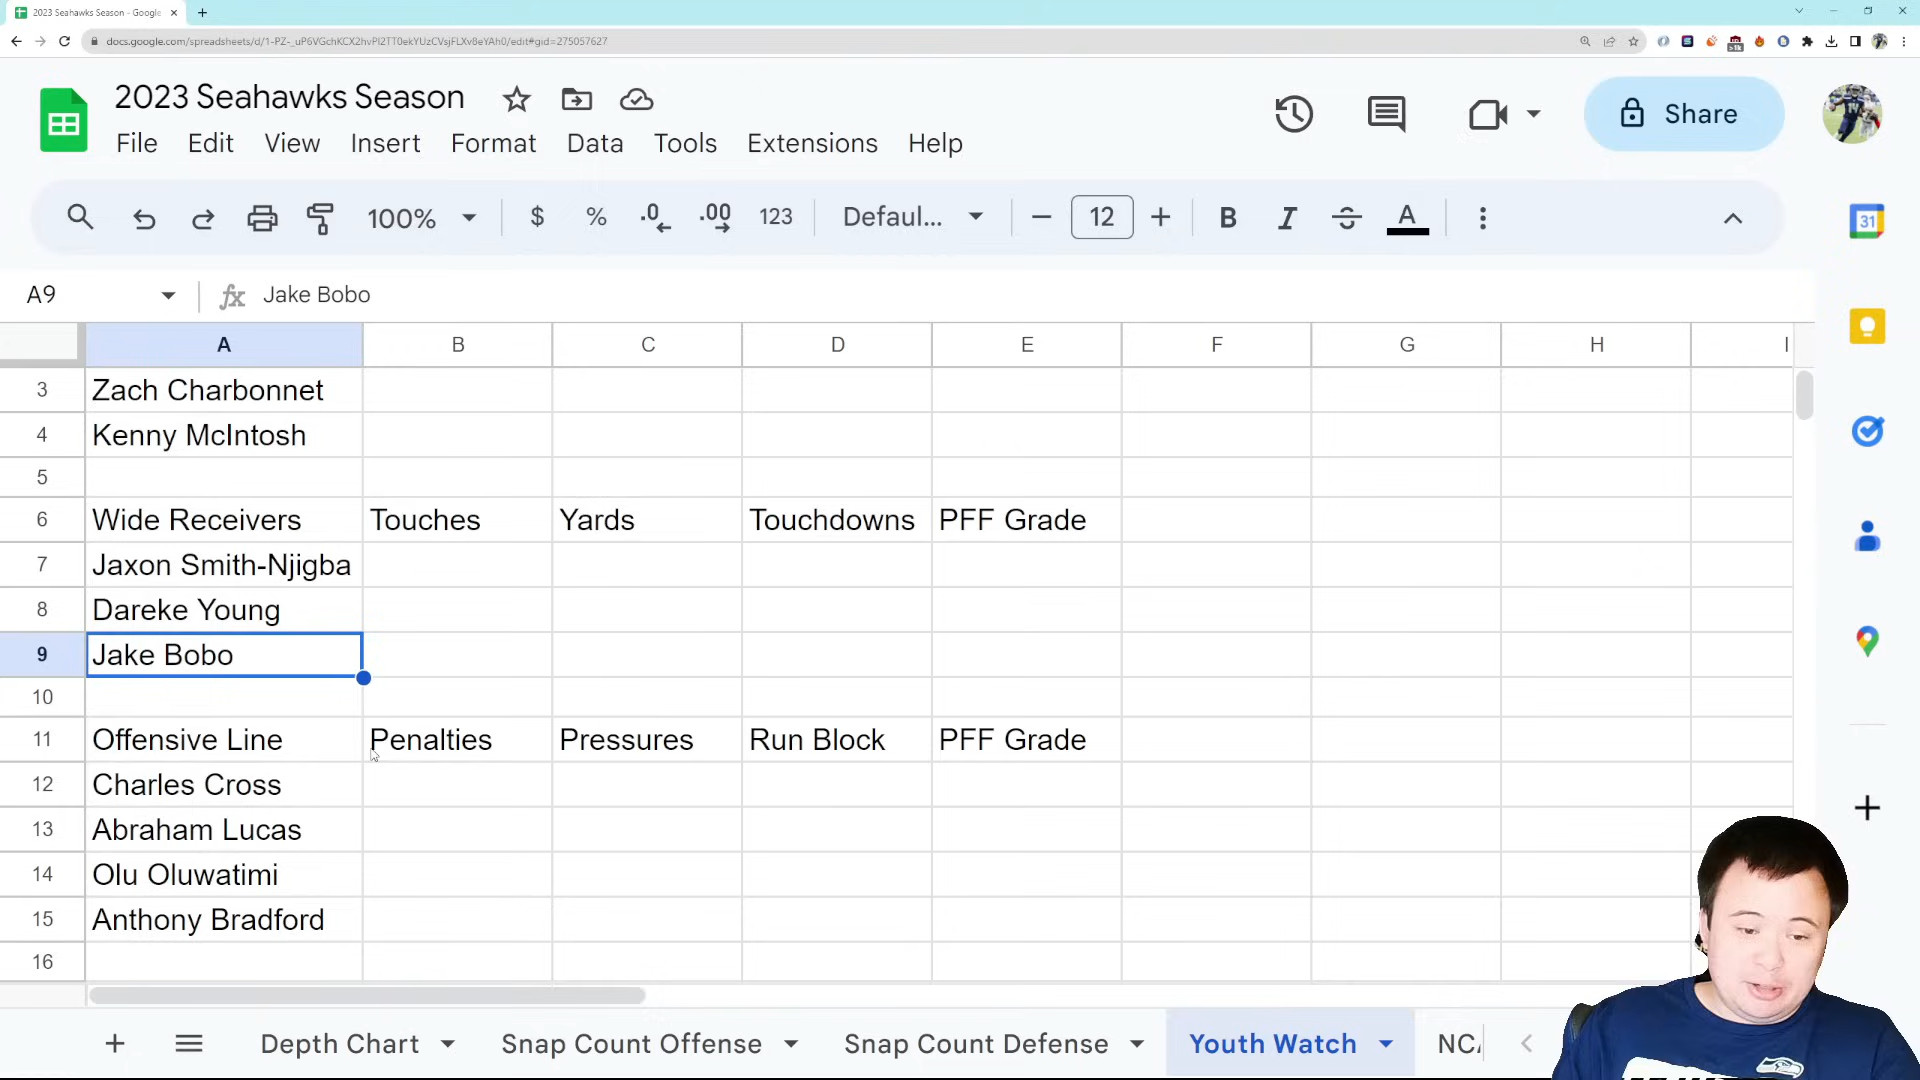 2023 Seahawks Season - Google
docs.google.com/spreadsheets/d/1-PZ-_uP6VGchKCX2hvPl2TT0ekYUzCVsjFLXv8eYAh0/edit#gid=275057627
2023 Seahawks Season
File Edit View Insert Format Data Tools Extensions Help
Share
100% $ % .0 .00 123 Defaul... 12 B I A
31
A9 fx Jake Bobo
A B C D E F G H I
3 Zach Charbonnet
4 Kenny McIntosh
5
6 Wide Receivers Touches Yards Touchdowns PFF Grade
7 Jaxon Smith-Njigba
8 Dareke Young
9 Jake Bobo
10
11 Offensive Line Penalties Pressures Run Block PFF Grade
12 Charles Cross
13 Abraham Lucas
14 Olu Oluwatimi
15 Anthony Bradford
16
Depth Chart Snap Count Offense Snap Count Defense Youth Watch